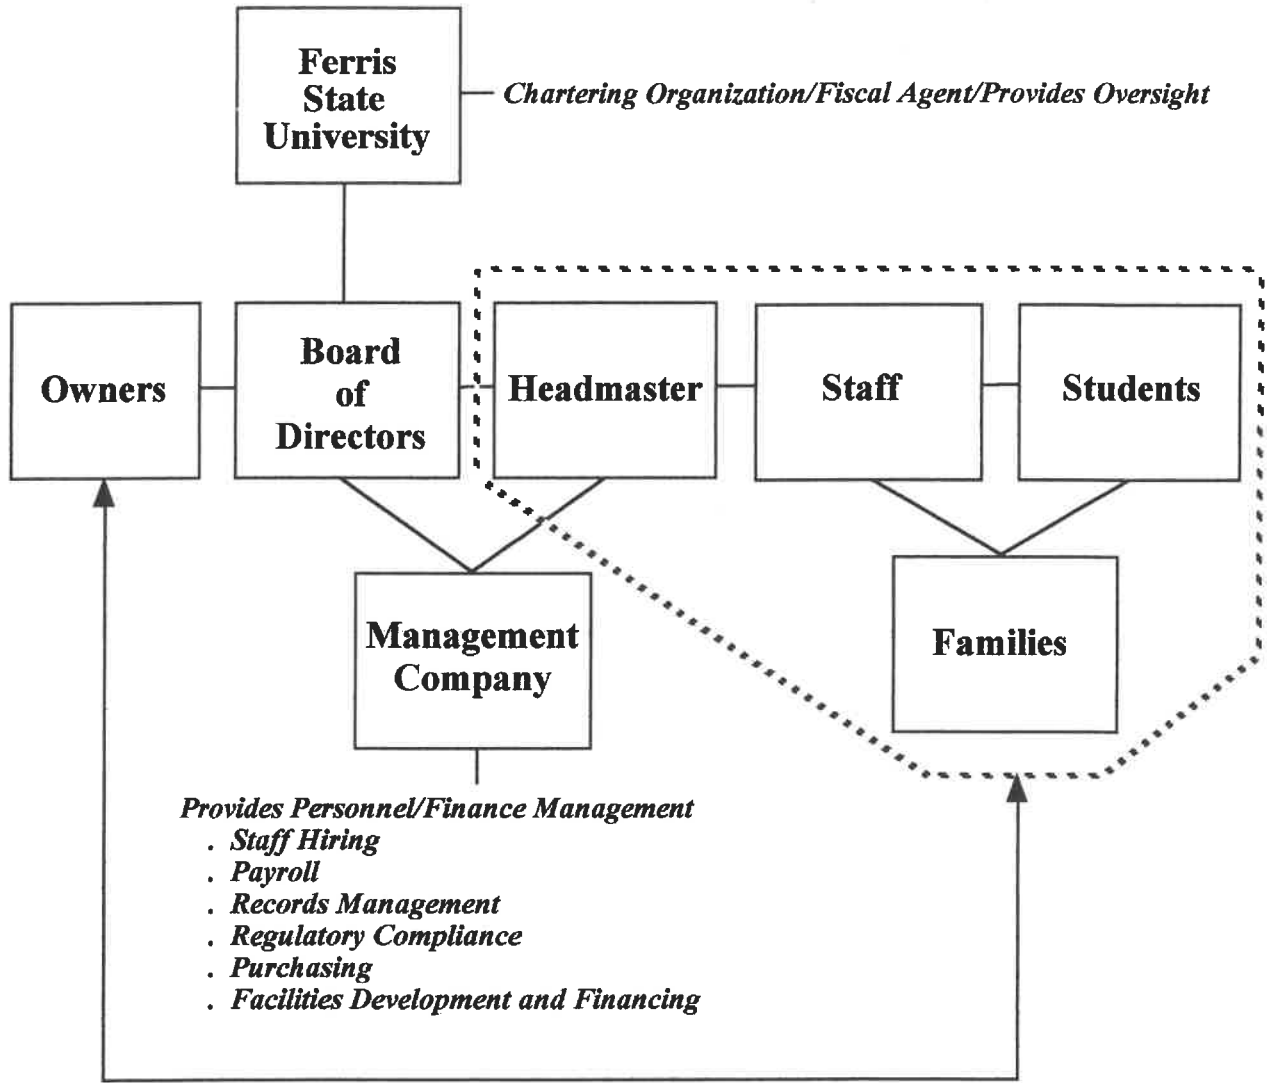 Ferris
State
University
Chartering Organization/Fiscal Agent/Provides Oversight
Owners
Board
of
Directors
Headmaster
Staff
Students
Management
Company
Families
Provides Personnel/Finance Management
. Staff Hiring
. Payroll
. Records Management
. Regulatory Compliance
. Purchasing
. Facilities Development and Financing